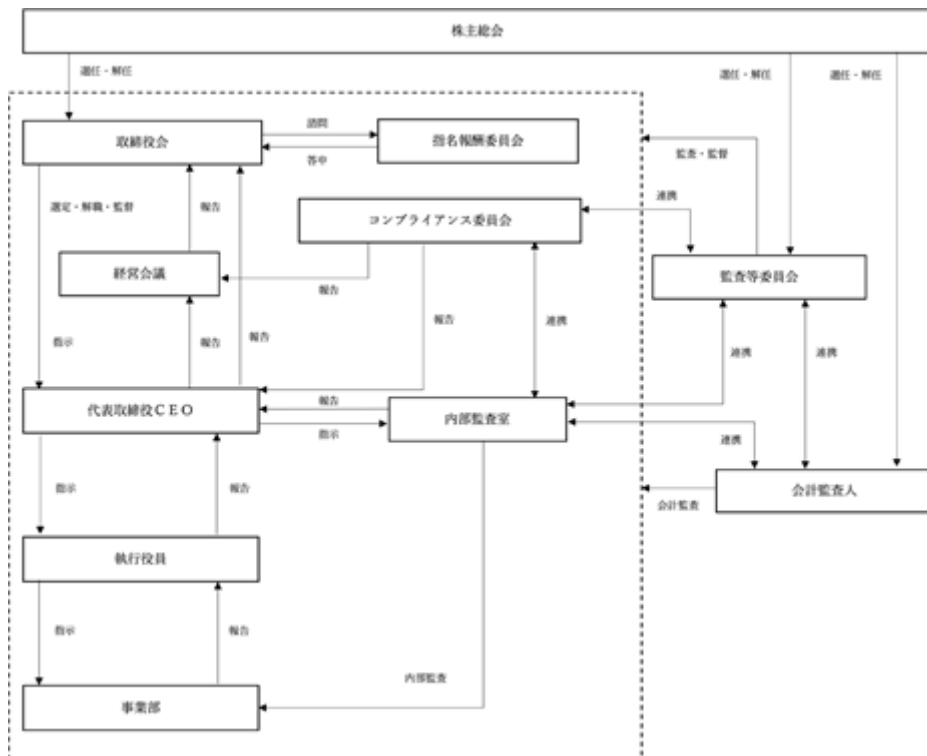 株主総会
選任・解任
選任・解任
選任・解任
取締役会
諮問
答申
指名報酬委員会
監査・監督
選定・解職・監督
報告
コンプライアンス委員会
連携
経営会議
報告
監査等委員会
指示
報告
報告
報告
連携
連携
連携
代表取締役CEO
報告
指示
内部監査室
連携
指示
報告
会計監査
会計監査人
執行役員
指示
報告
内部監査
事業部